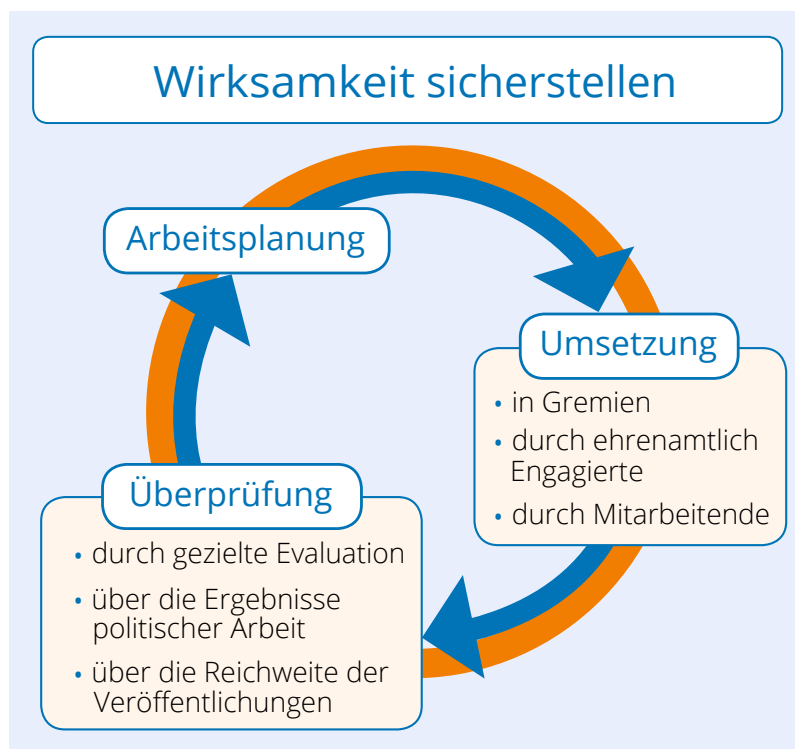 Wirksamkeit sicherstellen
Arbeitsplanung
Umsetzung
• in Gremien
• durch ehrenamtlich
Engagierte
• durch Mitarbeitende
Überprüfung
• durch gezielte Evaluation
• über die Ergebnisse
politischer Arbeit
• über die Reichweite der
Veröffentlichungen